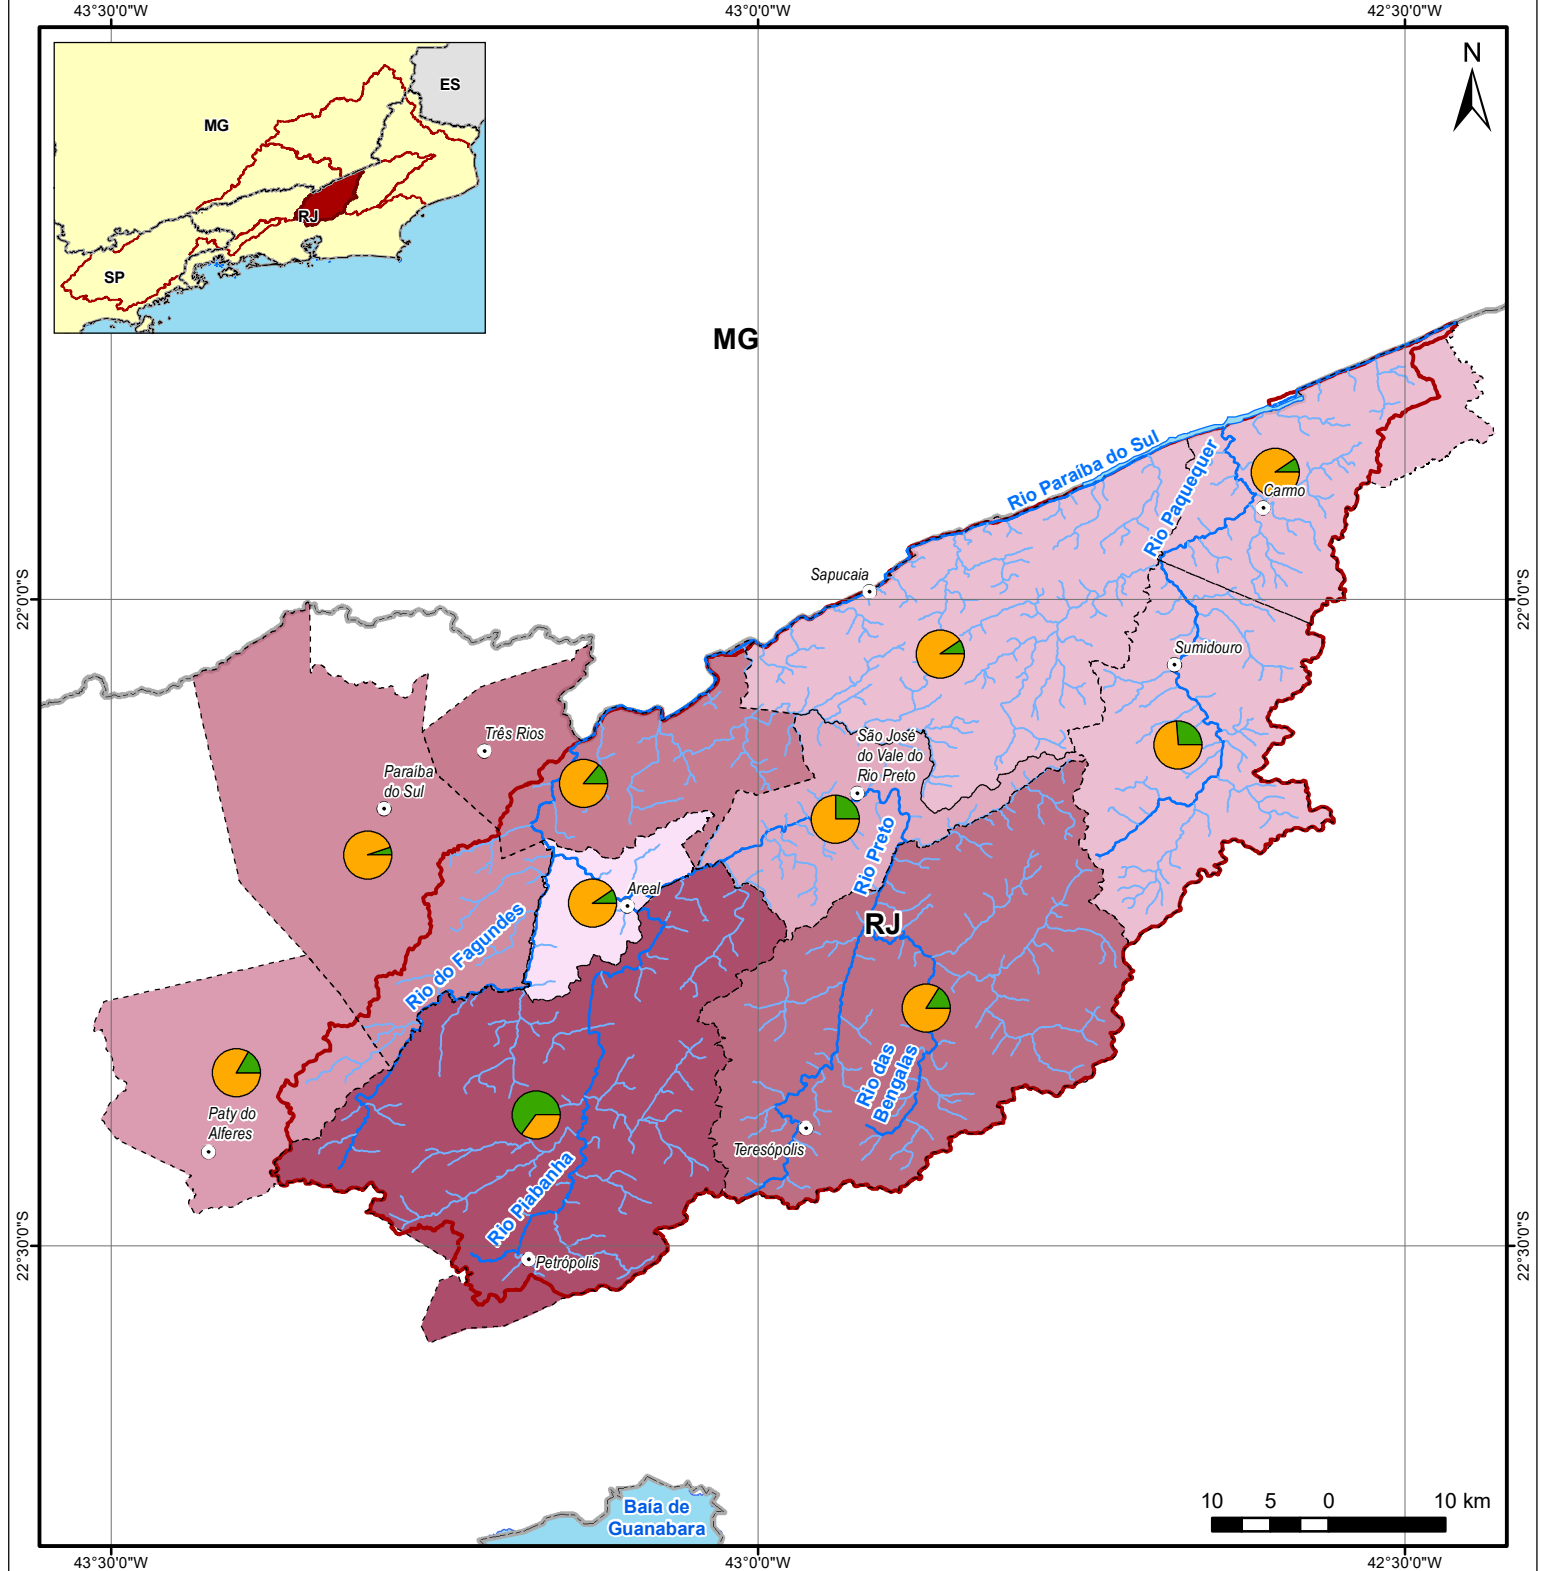 43°30'0"W
43°0'0"W
42°30'0"W
ES
MG
RJ
SP
N
MG
Rio Paraíba do Sul
Rio Paquequer
Carmo
Sapucaia
22°0'0"S
22°0'0"S
Sumidouro
Três Rios
São José
do Vale do
Rio Preto
Paraíba
do Sul
Rio Preto
Areal
RJ
Rio do Fagundes
Rio das
Bengalas
Paty do
Alferes
Teresópolis
Rio Piabanha
Petrópolis
22°30'0"S
22°30'0"S
Baía de
Guanabara
10 5 0 10 km
43°30'0"W
43°0'0"W
42°30'0"W